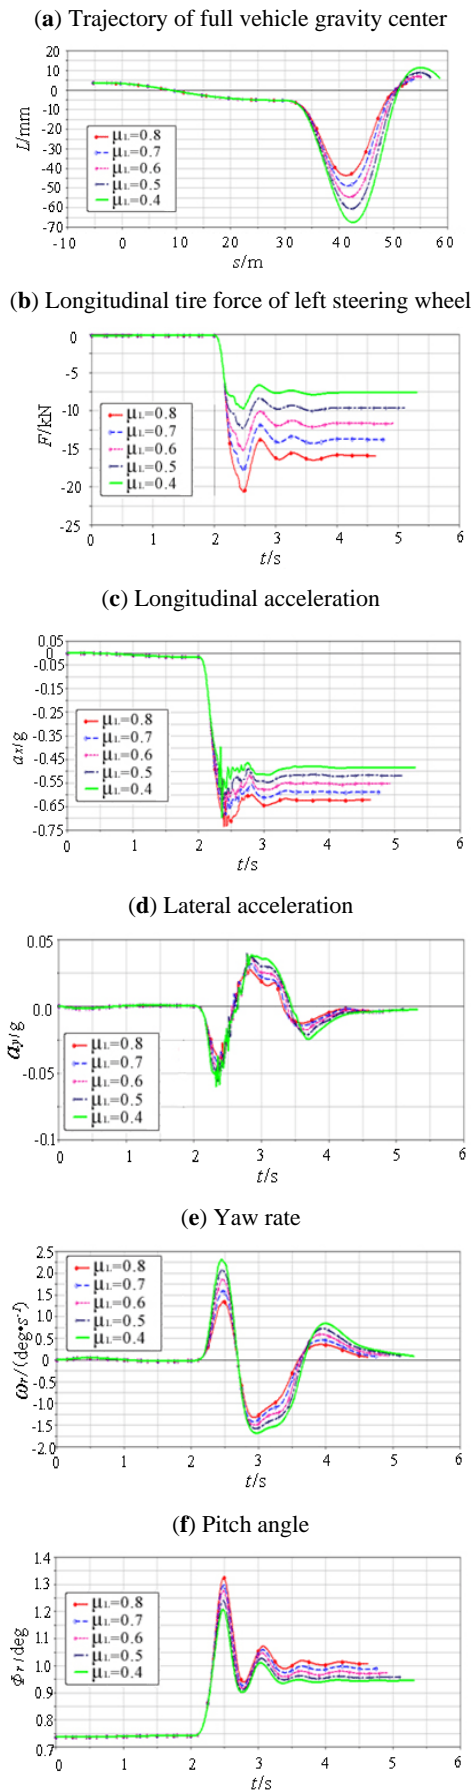 (a) Trajectory of full vehicle gravity center
20
10
0
-10
-20
-30
-40
-50
-60
-70
L/mm
μL=0.8
μL=0.7
μL=0.6
μL=0.5
μL=0.4
-10 0 10 20 30 40 50 60
s/m
(b) Longitudinal tire force of left steering wheel
0
-5
-10
-15
-20
-25
F/kN
μL=0.8
μL=0.7
μL=0.6
μL=0.5
μL=0.4
0 1 2 3 4 5 6
t/s
(c) Longitudinal acceleration
0.05
0
-0.05
-0.15
-0.25
-0.35
-0.45
-0.55
-0.65
-0.75
ax/g
μL=0.8
μL=0.7
μL=0.6
μL=0.5
μL=0.4
0 1 2 3 4 5 6
t/s
(d) Lateral acceleration
0.05
0.0
-0.05
-0.1
ay/g
μL=0.8
μL=0.7
μL=0.6
μL=0.5
μL=0.4
0 1 2 3 4 5 6
t/s
(e) Yaw rate
2.5
2.0
1.5
1.0
0.5
0
-0.5
-1.0
-1.5
-2.0
ωr/(deg•s-1)
μL=0.8
μL=0.7
μL=0.6
μL=0.5
μL=0.4
0 1 2 3 4 5 6
t/s
(f) Pitch angle
1.4
1.3
1.2
1.1
1.0
0.9
0.8
0.7
Φr/deg
μL=0.8
μL=0.7
μL=0.6
μL=0.5
μL=0.4
0 1 2 3 4 5 6
t/s